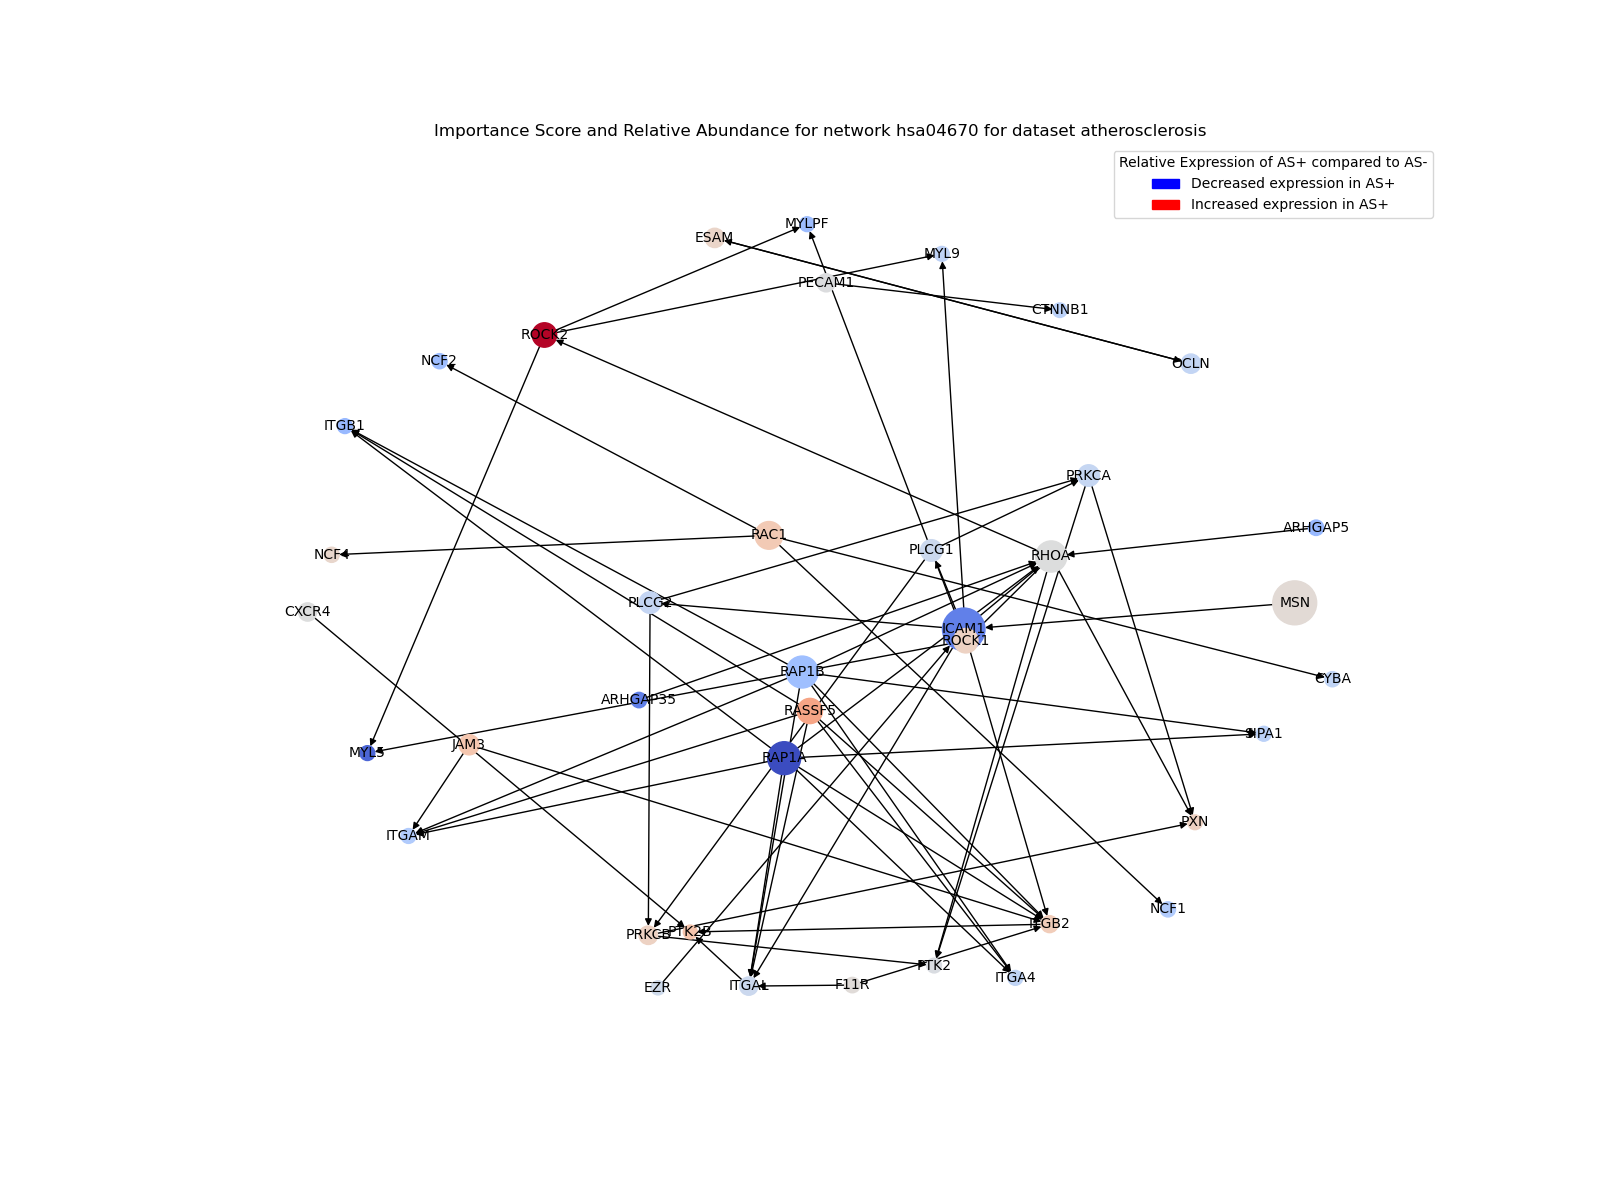 Importance Score and Relative Abundance for network hsa04670 for dataset atherosclerosis
Relative Expression of AS+ compared to AS-
Decreased expression in AS+
Increased expression in AS+
MYLPF
ESAM
MYL9
PECAM1
CTNNB1
ROCK2
NCF2
OCLN
ITGB1
PRKCA
ARHGAP5
RAC1
NCF4
PLCG1
RHOA
PLCG2
MSN
CXCR4
ICAM1
ROCK1
RAP1B
CYBA
ARHGAP35
RASSF5
SIPA1
JAM3
MYL5
RAP1A
PXN
ITGAM
NCF1
ITGB2
PTK2B
PRKCB
PTK2
ITGA4
F11R
ITGAL
EZR